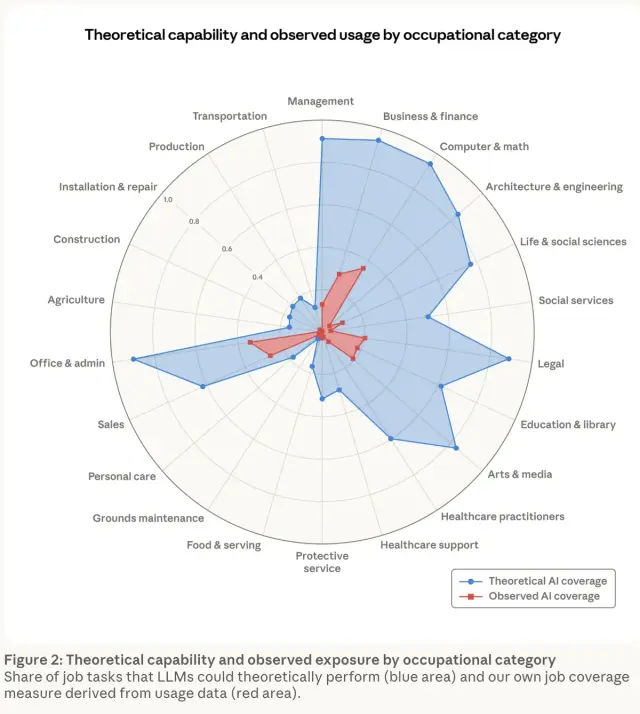 Theoretical capability and observed usage by occupational category
Management
Transportation
Business & finance
Production
Computer & math
Installation & repair
Architecture & engineering
1.0
0.8
Construction
Life & social sciences
0.6
0.4
Agriculture
Social services
Office & admin
Legal
Sales
Education & library
Personal care
Arts & media
Grounds maintenance
Healthcare practitioners
Food & serving
Healthcare support
Protective
service
Theoretical AI coverage
Observed AI coverage
Figure 2: Theoretical capability and observed exposure by occupational category
Share of job tasks that LLMs could theoretically perform (blue area) and our own job coverage
measure derived from usage data (red area).